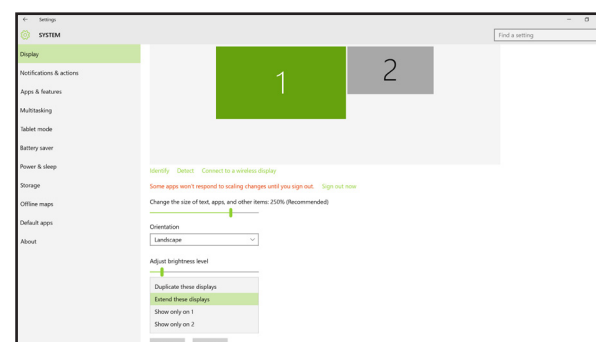 Settings
SYSTEM
Find a setting
Display
Notifications & actions
Apps & features
Multitasking
Tablet mode
Battery saver
Power & sleep
Storage
Offline maps
Default apps
About
1
2
Identify Detect Connect to a wireless display
Some apps won't respond to scaling changes until you sign out. Sign out now
Change the size of text, apps, and other items: 250% (Recommended)
Orientation
Landscape
Adjust brightness level
Duplicate these displays
Extend these displays
Show only on 1
Show only on 2